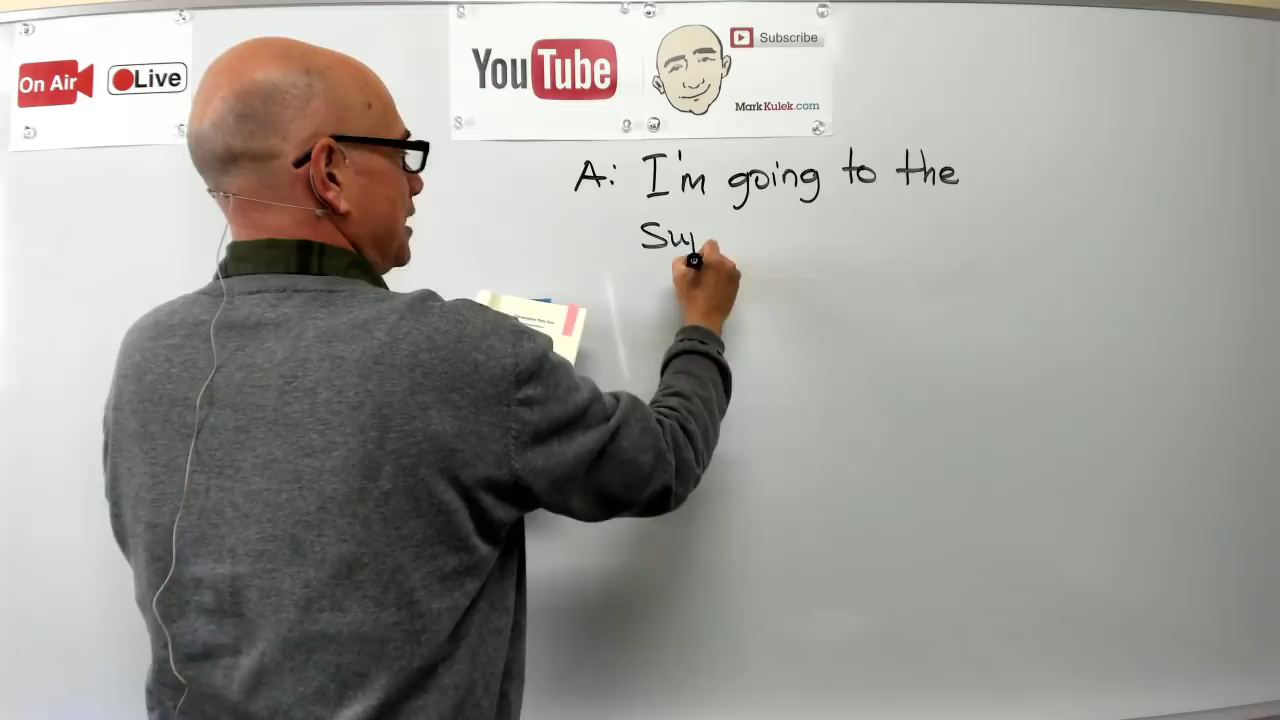 On Air
Live
YouTube
Subscribe
MarkKulek.com
A: I'm going to the
Su